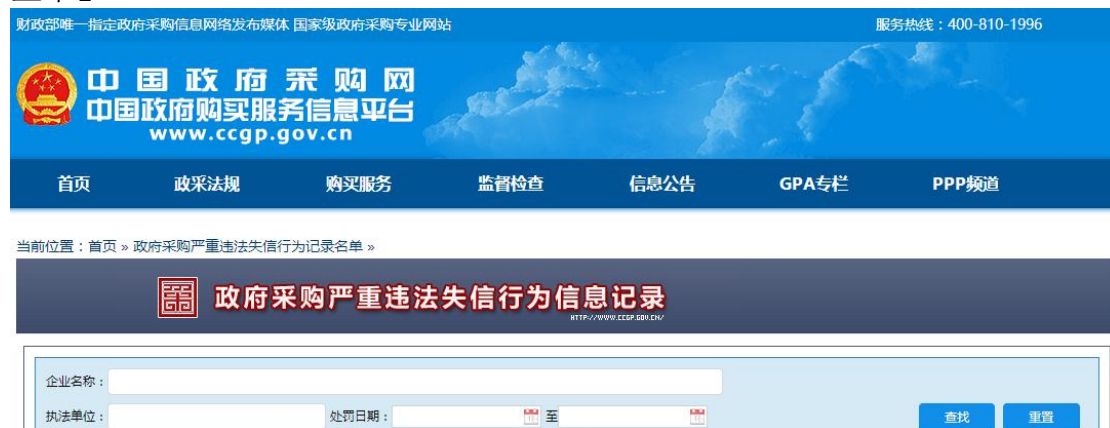 财政部唯一指定政府采购信息网络发布媒体 国家级政府采购专业网站 服务热线：400-810-1996
中国政府采购网
中国政府购买服务信息平台
www.ccgp.gov.cn
首页 政采法规 购买服务 监督检查 信息公告 GPA专栏 PPP频道
当前位置：首页 » 政府采购严重违法失信行为记录名单 »
政府采购严重违法失信行为信息记录
HTTP://WWW.CCGP.GOV.CN/
企业名称：
执法单位： 处罚日期： 至 查找 重置